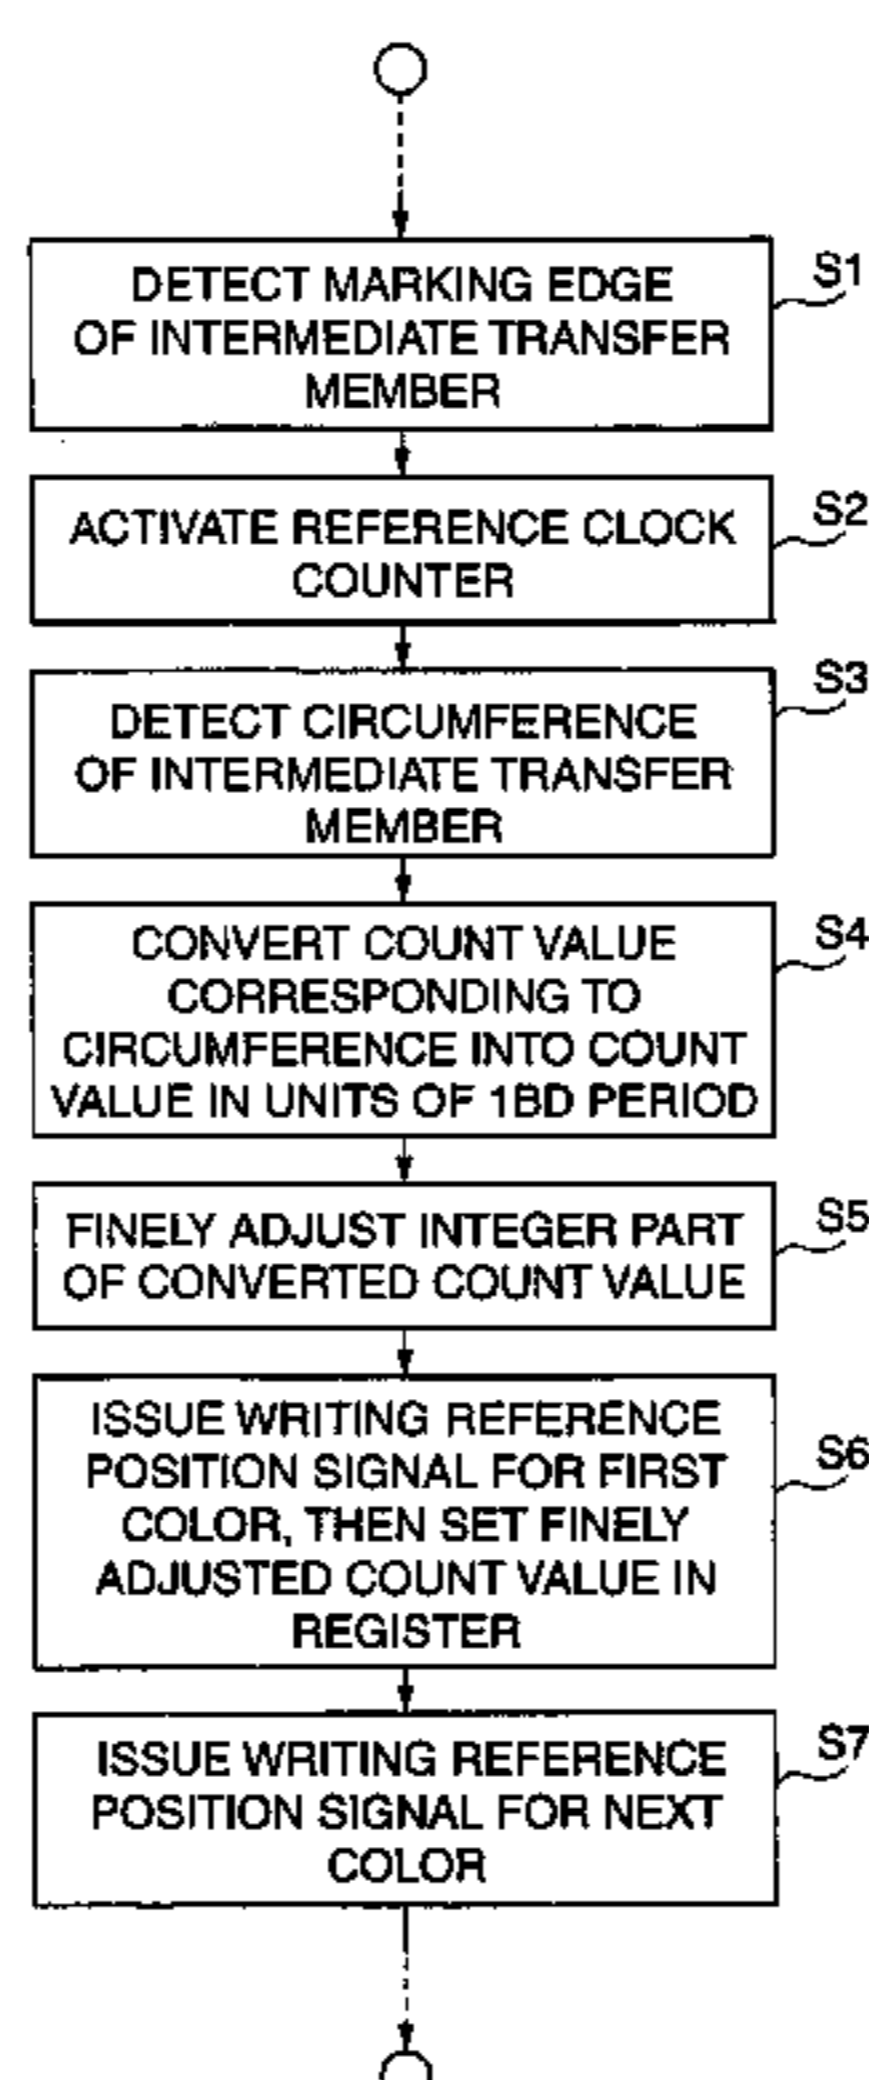 S1
DETECT MARKING EDGE
OF INTERMEDIATE TRANSFER
MEMBER
S2
ACTIVATE REFERENCE CLOCK
COUNTER
S3
DETECT CIRCUMFERENCE
OF INTERMEDIATE TRANSFER
MEMBER
S4
CONVERT COUNT VALUE
CORRESPONDING TO
CIRCUMFERENCE INTO COUNT
VALUE IN UNITS OF 1BD PERIOD
S5
FINELY ADJUST INTEGER PART
OF CONVERTED COUNT VALUE
S6
ISSUE WRITING REFERENCE
POSITION SIGNAL FOR FIRST
COLOR, THEN SET FINELY
ADJUSTED COUNT VALUE IN
REGISTER
S7
ISSUE WRITING REFERENCE
POSITION SIGNAL FOR NEXT
COLOR